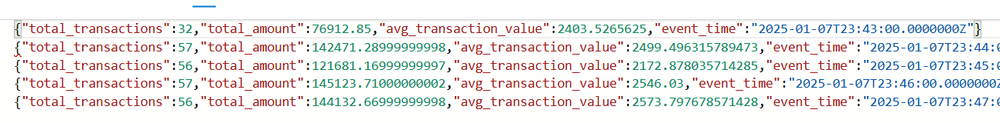 {"total_transactions":32,"total_amount":76912.85,"avg_transaction_value":2403.5265625,"event_time":"2025-01-07T23:43:00.0000000Z"}
{"total_transactions":57,"total_amount":142471.28999999998,"avg_transaction_value":2499.496315789473,"event_time":"2025-01-07T23:44:0
{"total_transactions":56,"total_amount":121681.16999999997,"avg_transaction_value":2172.878035714285,"event_time":"2025-01-07T23:45:0
{"total_transactions":57,"total_amount":145123.71000000002,"avg_transaction_value":2546.03,"event_time":"2025-01-07T23:46:00.0000000Z
{"total_transactions":56,"total_amount":144132.66999999998,"avg_transaction_value":2573.797678571428,"event_time":"2025-01-07T23:47:0